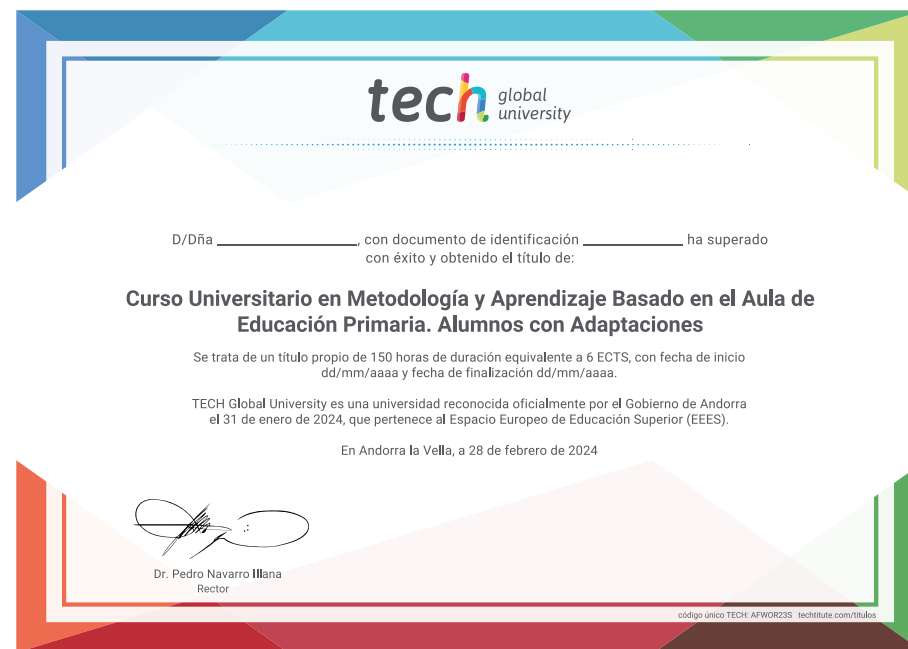 tech global university
D/Dña ____________, con documento de identificación ____________ ha superado
con éxito y obtenido el título de:
Curso Universitario en Metodología y Aprendizaje Basado en el Aula de
Educación Primaria. Alumnos con Adaptaciones
Se trata de un título propio de 150 horas de duración equivalente a 6 ECTS, con fecha de inicio
dd/mm/aaaa y fecha de finalización dd/mm/aaaa.
TECH Global University es una universidad reconocida oficialmente por el Gobierno de Andorra
el 31 de enero de 2024, que pertenece al Espacio Europeo de Educación Superior (EEES).
En Andorra la Vella, a 28 de febrero de 2024
Dr. Pedro Navarro Illana
Rector
código único TECH: AFWOR23S techtitute.com/titulos